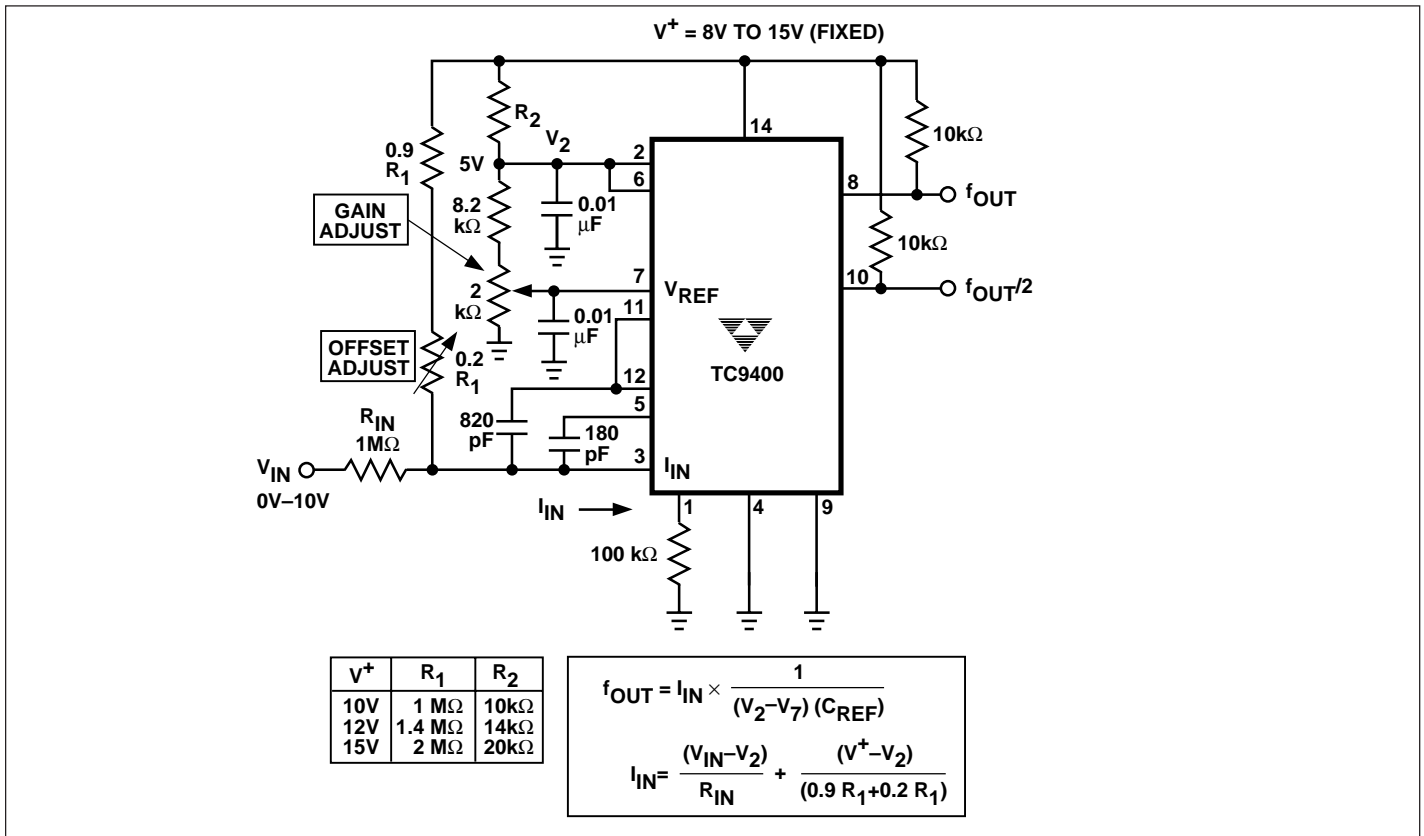 V+ = 8V TO 15V (FIXED)
R2
V2
14
10kΩ
0.9
R1
5V
2
6
8
fOUT
GAIN
ADJUST
8.2
kΩ
0.01
µF
10kΩ
2
kΩ
7
VREF
10
fOUT/2
11
0.01
µF
OFFSET
ADJUST
0.2
R1
TC9400
12
5
820
pF
180
pF
RIN
1MΩ
VIN
0V–10V
3
IIN
IIN
1
4
9
100 kΩ
V+ R1 R2
10V 1 MΩ 10kΩ
12V 1.4 MΩ 14kΩ
15V 2 MΩ 20kΩ
fOUT = IIN × 1 / (V2–V7) (CREF)
IIN= (VIN–V2) / RIN + (V+–V2) / (0.9 R1+0.2 R1)